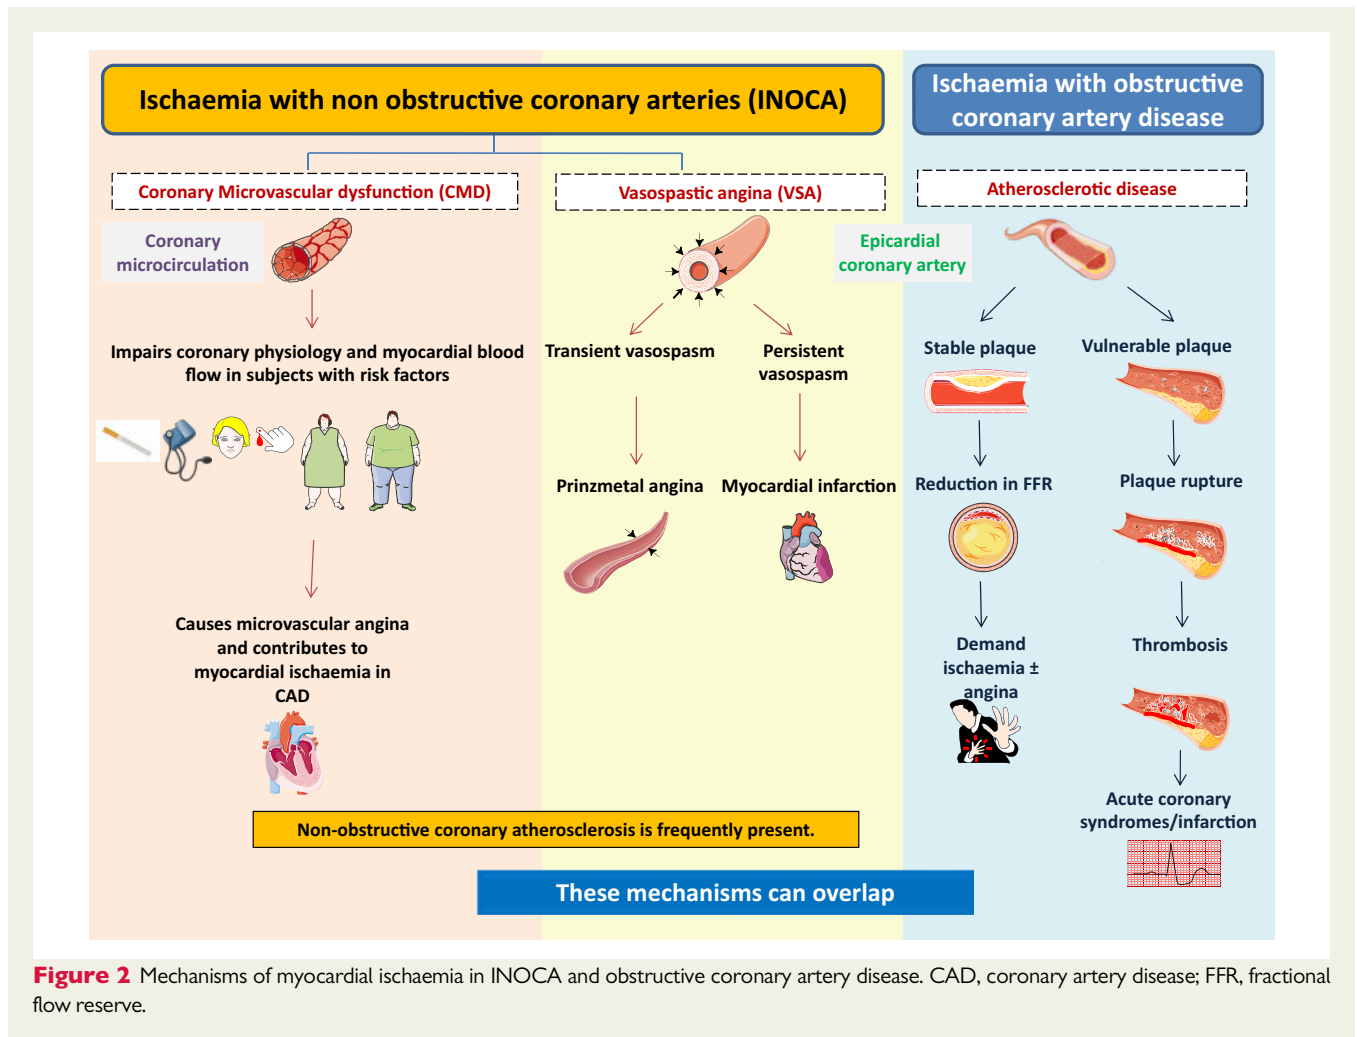 Ischaemia with non obstructive coronary arteries (INOCA)
Ischaemia with obstructive
coronary artery disease
Coronary Microvascular dysfunction (CMD)
Vasospastic angina (VSA)
Atherosclerotic disease
Coronary
microcirculation
Epicardial
coronary artery
Impairs coronary physiology and myocardial blood
flow in subjects with risk factors
Transient vasospasm
Persistent
vasospasm
Stable plaque
Vulnerable plaque
Prinzmetal angina
Myocardial infarction
Reduction in FFR
Plaque rupture
Causes microvascular angina
and contributes to
myocardial ischaemia in
CAD
Demand
ischaemia ±
angina
Thrombosis
Acute coronary
syndromes/infarction
Non-obstructive coronary atherosclerosis is frequently present.
These mechanisms can overlap
Figure 2 Mechanisms of myocardial ischaemia in INOCA and obstructive coronary artery disease. CAD, coronary artery disease; FFR, fractional
flow reserve.